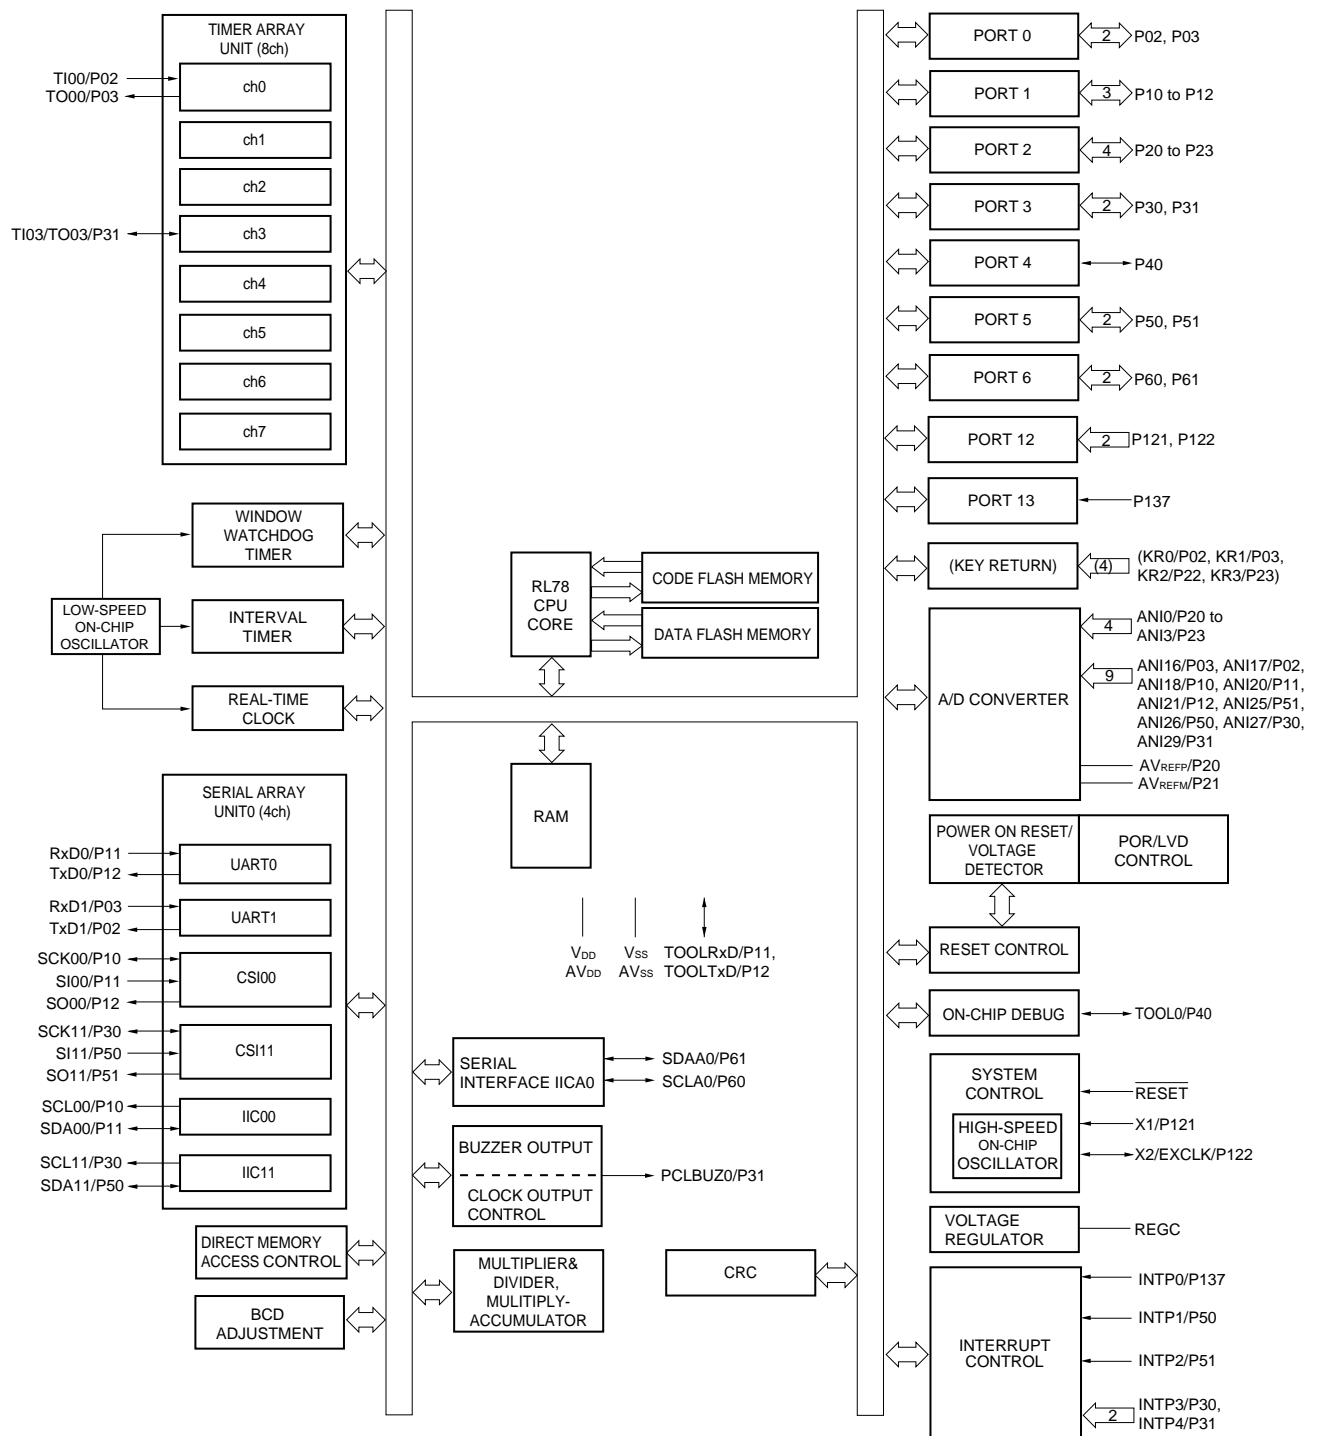 TIMER ARRAY
UNIT (8ch)
TI00/P02
TO00/P03
ch0
ch1
ch2
TI03/TO03/P31
ch3
ch4
ch5
ch6
ch7
WINDOW
WATCHDOG
TIMER
LOW-SPEED
ON-CHIP
OSCILLATOR
INTERVAL
TIMER
REAL-TIME
CLOCK
SERIAL ARRAY
UNIT0 (4ch)
RxD0/P11
TxD0/P12
UART0
RxD1/P03
TxD1/P02
UART1
SCK00/P10
SI00/P11
SO00/P12
CSI00
SCK11/P30
SI11/P50
SO11/P51
CSI11
SCL00/P10
SDA00/P11
IIC00
SCL11/P30
SDA11/P50
IIC11
DIRECT MEMORY
ACCESS CONTROL
BCD
ADJUSTMENT
RL78
CPU
CORE
CODE FLASH MEMORY
DATA FLASH MEMORY
RAM
VDD
AVDD
VSS
AVSS
TOOLRxD/P11,
TOOLTxD/P12
SERIAL
INTERFACE IICA0
SDAA0/P61
SCLA0/P60
BUZZER OUTPUT
CLOCK OUTPUT
CONTROL
PCLBUZ0/P31
MULTIPLIER&
DIVIDER,
MULITIPLY-
ACCUMULATOR
CRC
PORT 0
2
P02, P03
PORT 1
3
P10 to P12
PORT 2
4
P20 to P23
PORT 3
2
P30, P31
PORT 4
P40
PORT 5
2
P50, P51
PORT 6
2
P60, P61
PORT 12
2
P121, P122
PORT 13
P137
(KEY RETURN)
(4)
(KR0/P02, KR1/P03,
KR2/P22, KR3/P23)
A/D CONVERTER
4
ANI0/P20 to
ANI3/P23
9
ANI16/P03, ANI17/P02,
ANI18/P10, ANI20/P11,
ANI21/P12, ANI25/P51,
ANI26/P50, ANI27/P30,
ANI29/P31
AVREFP/P20
AVREFM/P21
POWER ON RESET/
VOLTAGE
DETECTOR
POR/LVD
CONTROL
RESET CONTROL
ON-CHIP DEBUG
TOOL0/P40
SYSTEM
CONTROL
HIGH-SPEED
ON-CHIP
OSCILLATOR
RESET
X1/P121
X2/EXCLK/P122
VOLTAGE
REGULATOR
REGC
INTERRUPT
CONTROL
INTP0/P137
INTP1/P50
INTP2/P51
2
INTP3/P30,
INTP4/P31